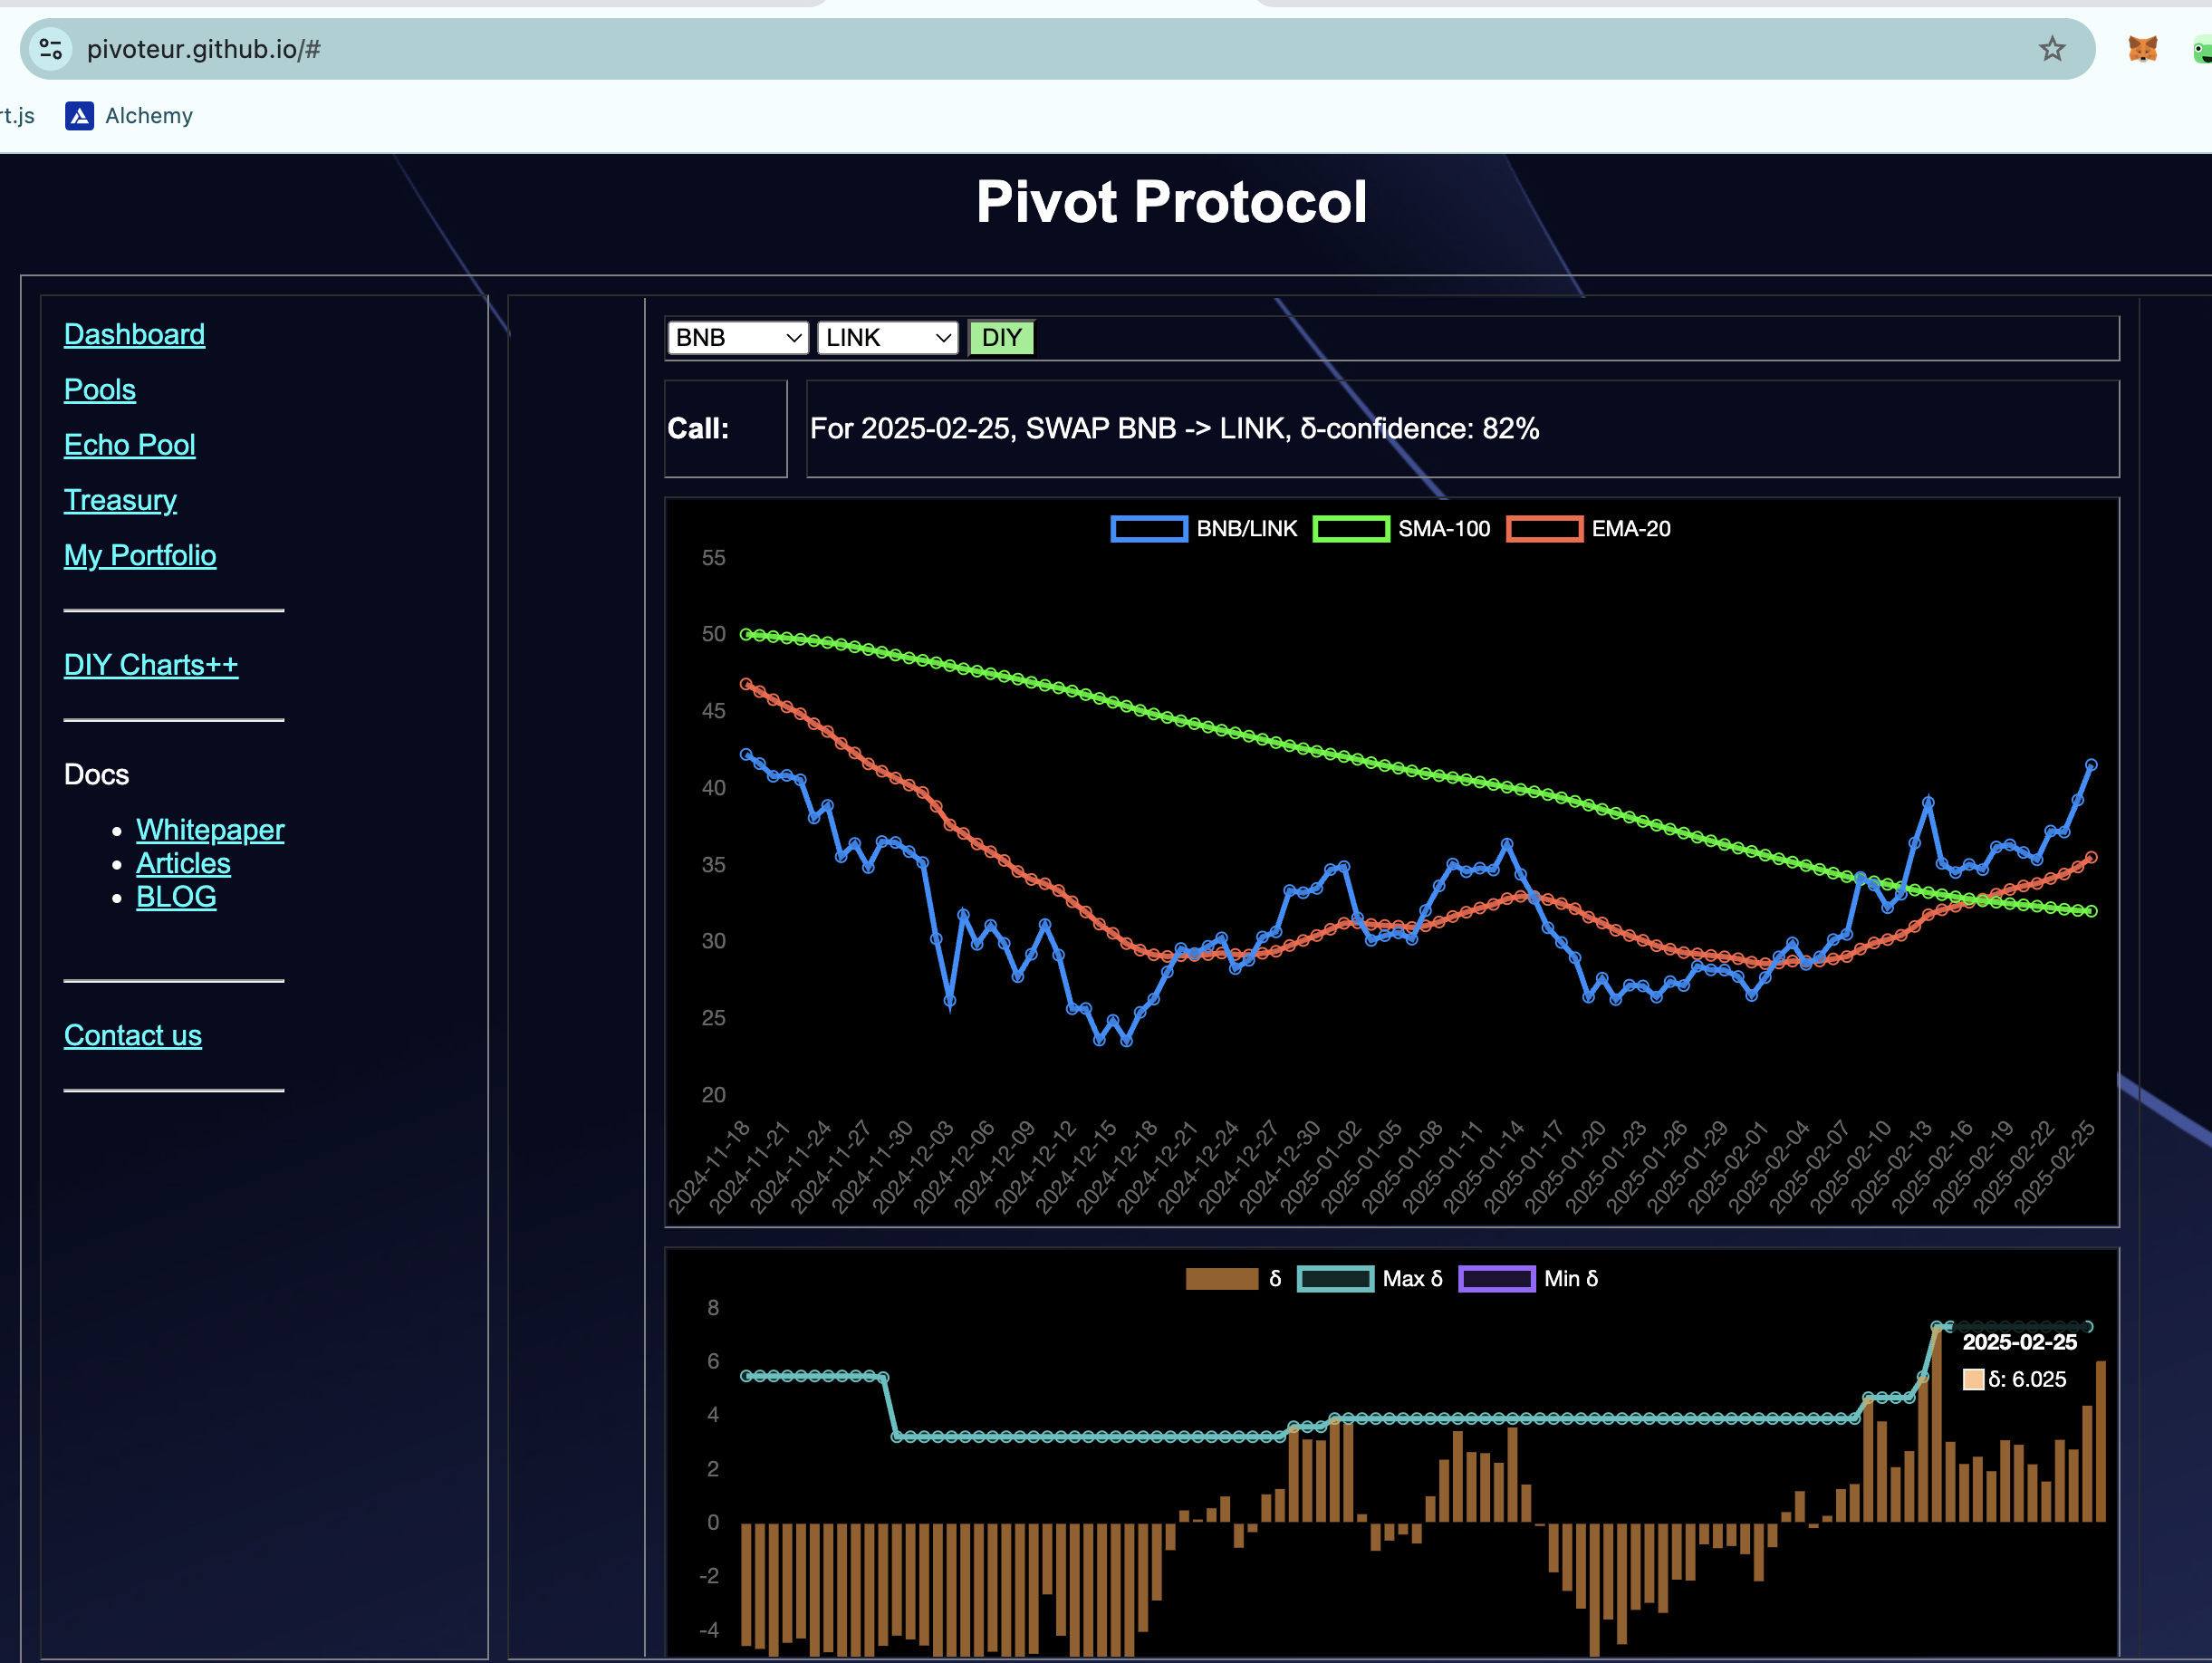 pivoteur.github.io/#
rt.js Alchemy
Pivot Protocol
Dashboard
Pools
Echo Pool
Treasury
My Portfolio
DIY Charts++
Docs
Whitepaper
Articles
BLOG
Contact us
BNB LINK DIY
Call: For 2025-02-25, SWAP BNB -> LINK, δ-confidence: 82%
BNB/LINK SMA-100 EMA-20
55
50
45
40
35
30
25
20
2024-11-18
2024-11-21
2024-11-24
2024-11-27
2024-11-30
2024-12-03
2024-12-06
2024-12-09
2024-12-12
2024-12-15
2024-12-18
2024-12-21
2024-12-24
2024-12-27
2024-12-30
2025-01-02
2025-01-05
2025-01-08
2025-01-11
2025-01-14
2025-01-17
2025-01-20
2025-01-23
2025-01-26
2025-01-29
2025-02-01
2025-02-04
2025-02-07
2025-02-10
2025-02-13
2025-02-16
2025-02-19
2025-02-22
2025-02-25
δ Max δ Min δ
8
6
4
2
0
-2
-4
2025-02-25
δ: 6.025